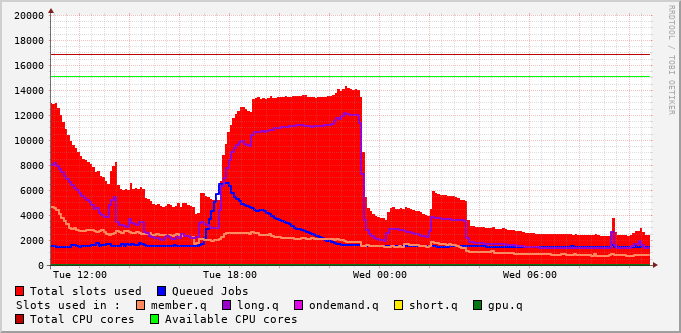 RRDTOOL / TOBI OETIKER
20000
18000
16000
14000
12000
10000
8000
6000
4000
2000
0
Tue 12:00 Tue 18:00 Wed 00:00 Wed 06:00
Total slots used Queued Jobs
Slots used in : member.q long.q ondemand.q short.q gpu.q
Total CPU cores Available CPU cores